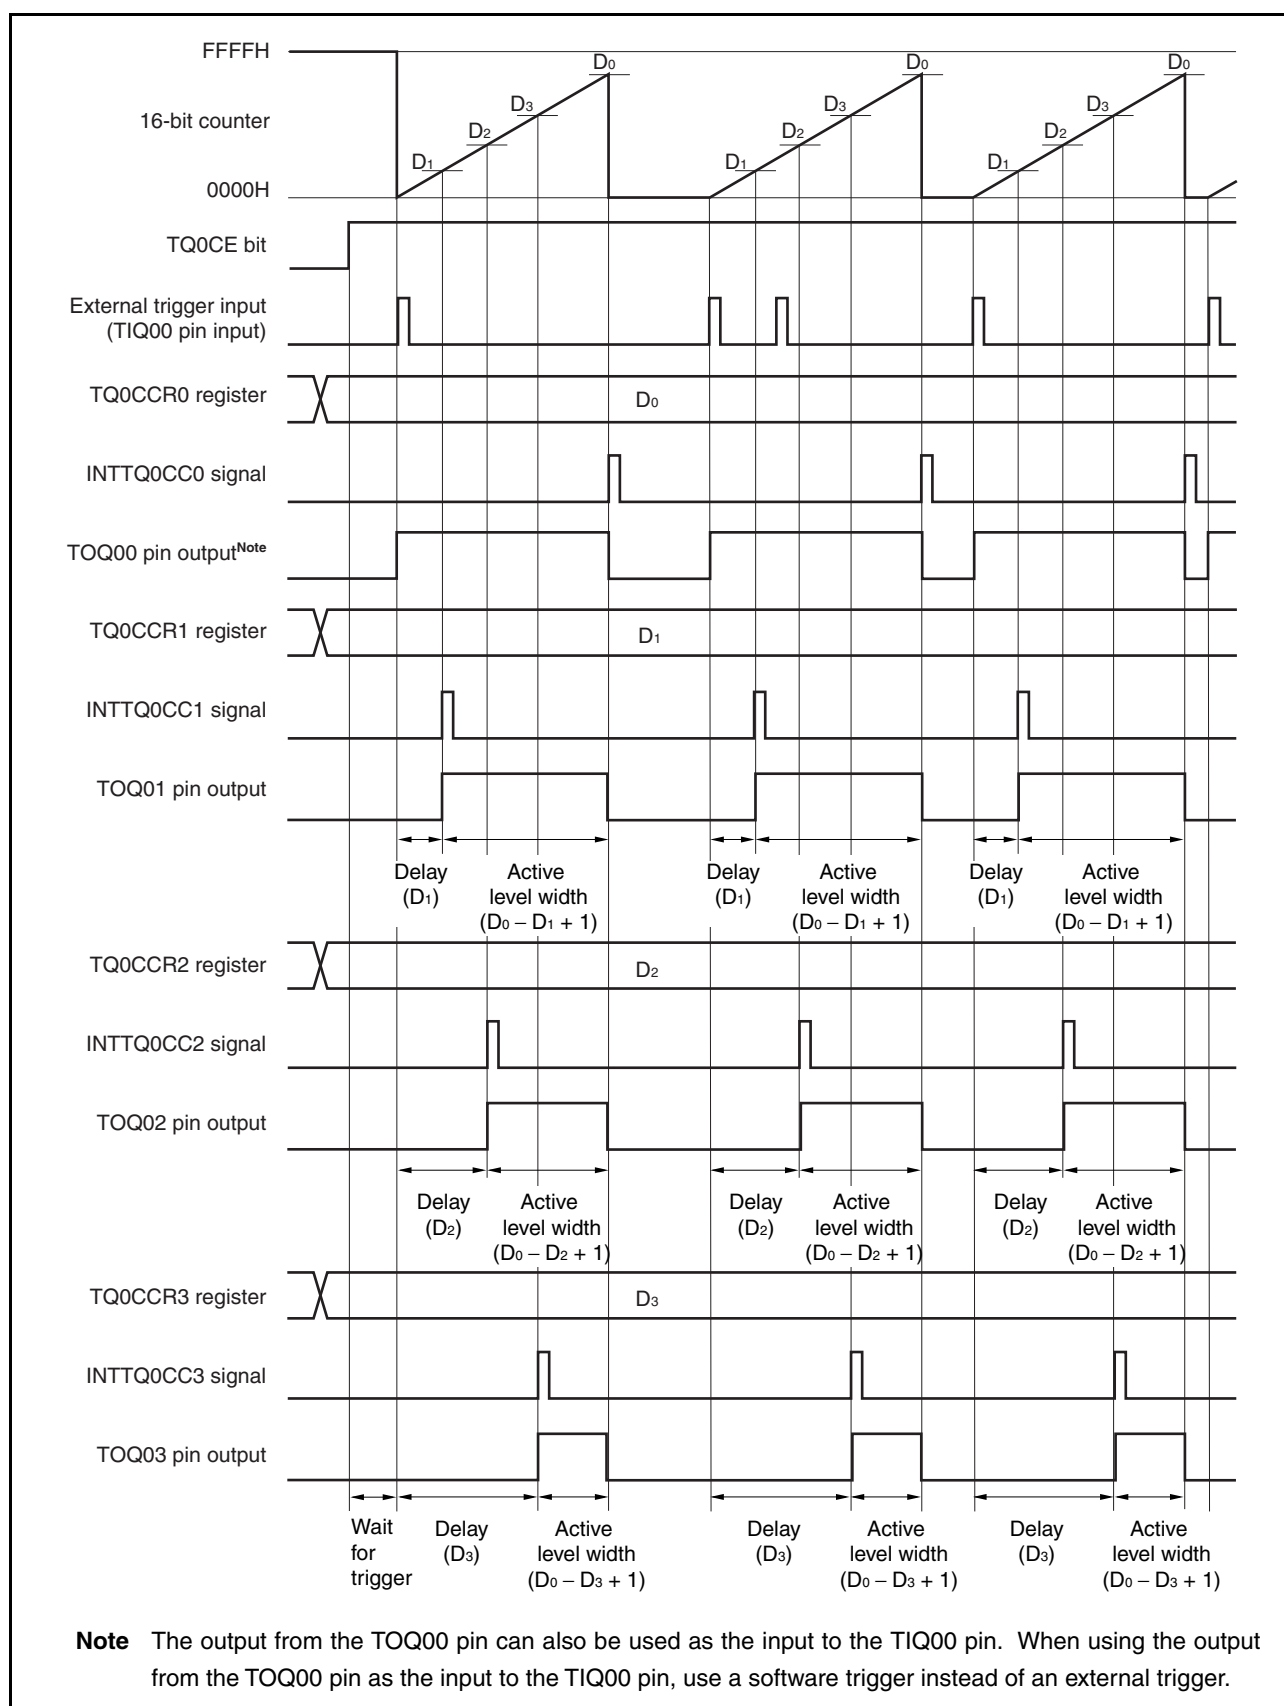 FFFFH
D0 D0 D0
D3 D3 D3
16-bit counter
D2 D2 D2
D1 D1 D1
0000H
TQ0CE bit
External trigger input
(TIQ00 pin input)
TQ0CCR0 register D0
INTTQ0CC0 signal
TOQ00 pin outputNote
TQ0CCR1 register D1
INTTQ0CC1 signal
TOQ01 pin output
Delay Active Delay Active Delay Active
(D1) level width (D1) level width (D1) level width
(D0 – D1 + 1) (D0 – D1 + 1) (D0 – D1 + 1)
TQ0CCR2 register D2
INTTQ0CC2 signal
TOQ02 pin output
Delay Active Delay Active Delay Active
(D2) level width (D2) level width (D2) level width
(D0 – D2 + 1) (D0 – D2 + 1) (D0 – D2 + 1)
TQ0CCR3 register D3
INTTQ0CC3 signal
TOQ03 pin output
Wait Delay Active Delay Active Delay Active
for (D3) level width (D3) level width (D3) level width
trigger (D0 – D3 + 1) (D0 – D3 + 1) (D0 – D3 + 1)
Note The output from the TOQ00 pin can also be used as the input to the TIQ00 pin. When using the output
from the TOQ00 pin as the input to the TIQ00 pin, use a software trigger instead of an external trigger.